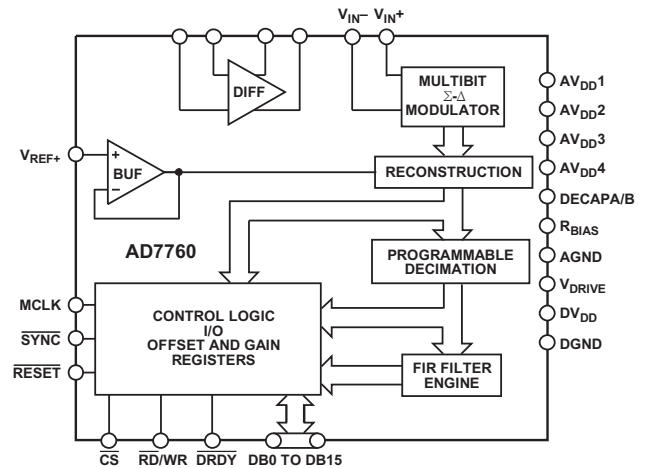 VIN– VIN+
DIFF
MULTIBIT
Σ-Δ
MODULATOR
AVDD1
AVDD2
AVDD3
AVDD4
DECAPA/B
RBIAS
AGND
VDRIVE
DVDD
DGND
VREF+
+
BUF
–
RECONSTRUCTION
AD7760
PROGRAMMABLE
DECIMATION
MCLK
SYNC
RESET
CONTROL LOGIC
I/O
OFFSET AND GAIN
REGISTERS
FIR FILTER
ENGINE
CS
RD/WR
DRDY
DB0 TO DB15